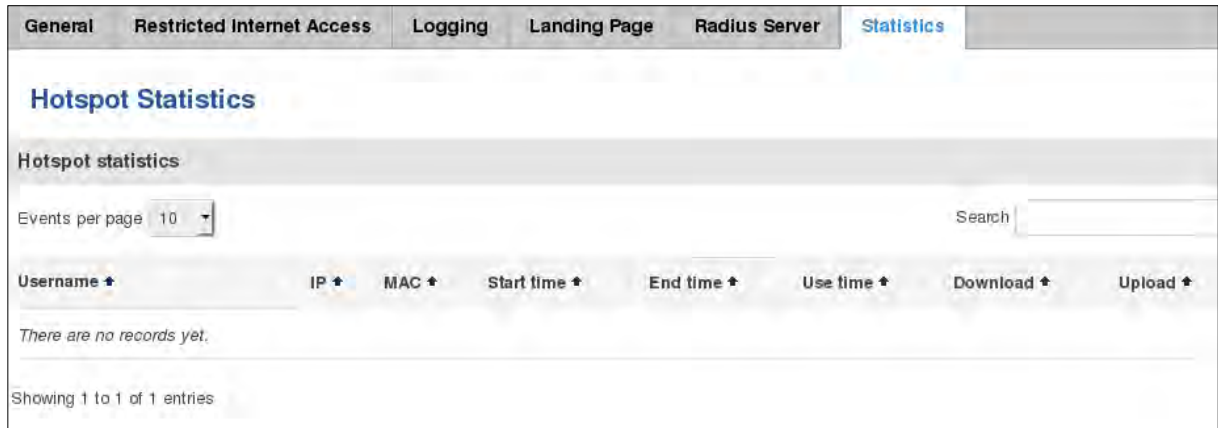 General Restricted Internet Access Logging Landing Page Radius Server Statistics
Hotspot Statistics
Hotspot statistics
Events per page 10 Search
Username IP MAC Start time End time Use time Download Upload
There are no records yet.
Showing 1 to 1 of 1 entries